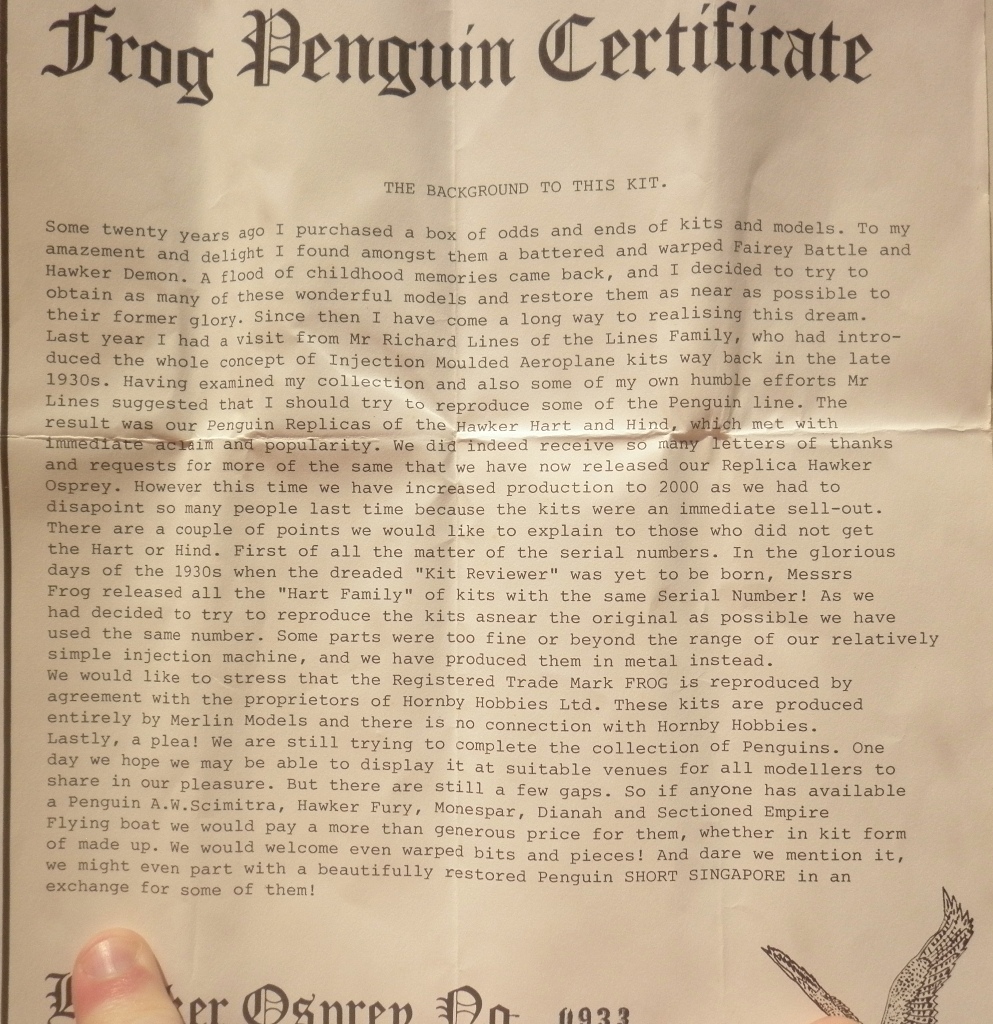 Frog Penguin Certificate
THE BACKGROUND TO THIS KIT.
Some twenty years ago I purchased a box of odds and ends of kits and models. To my
amazement and delight I found amongst them a battered and warped Fairey Battle and
Hawker Demon. A flood of childhood memories came back, and I decided to try to
obtain as many of these wonderful models and restore them as near as possible to
their former glory. Since then I have come a long way to realising this dream.
Last year I had a visit from Mr Richard Lines of the Lines Family, who had intro-
duced the whole concept of Injection Moulded Aeroplane kits way back in the late
1930s. Having examined my collection and also some of my own humble efforts Mr
Lines suggested that I should try to reproduce some of the Penguin line. The
result was our Penguin Replicas of the Hawker Hart and Hind, which met with
immediate aclaim and popularity. We did indeed receive so many letters of thanks
and requests for more of the same that we have now released our Replica Hawker
Osprey. However this time we have increased production to 2000 as we had to
disapoint so many people last time because the kits were an immediate sell-out.
There are a couple of points we would like to explain to those who did not get
the Hart or Hind. First of all the matter of the serial numbers. In the glorious
days of the 1930s when the dreaded "Kit Reviewer" was yet to be born, Messrs
Frog released all the "Hart Family" of kits with the same Serial Number! As we
had decided to try to reproduce the kits asnear the original as possible we have
used the same number. Some parts were too fine or beyond the range of our relatively
simple injection machine, and we have produced them in metal instead.
We would like to stress that the Registered Trade Mark FROG is reproduced by
agreement with the proprietors of Hornby Hobbies Ltd. These kits are produced
entirely by Merlin Models and there is no connection with Hornby Hobbies.
Lastly, a plea! We are still trying to complete the collection of Penguins. One
day we hope we may be able to display it at suitable venues for all modellers to
share in our pleasure. But there are still a few gaps. So if anyone has available
a Penguin A.W.Scimitra, Hawker Fury, Monespar, Dianah and Sectioned Empire
Flying boat we would pay a more than generous price for them, whether in kit form
of made up. We would welcome even warped bits and pieces! And dare we mention it,
we might even part with a beautifully restored Penguin SHORT SINGAPORE in an
exchange for some of them!
Osprey No 0933